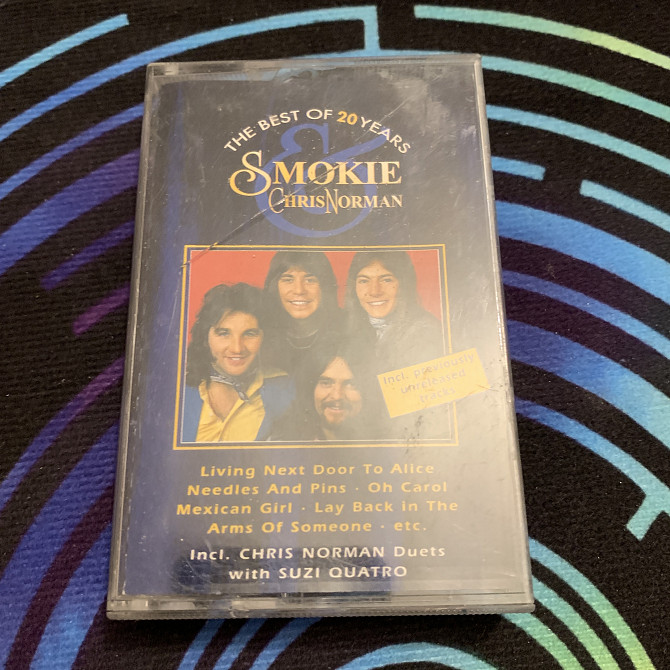 THE BEST OF 20 YEARS
&
SMOKIE
CHRIS NORMAN
Incl. previously
unreleased
tracks
Living Next Door To Alice
Needles And Pins · Oh Carol
Mexican Girl · Lay Back in The
Arms Of Someone · etc.
Incl. CHRIS NORMAN Duets
with SUZI QUATRO